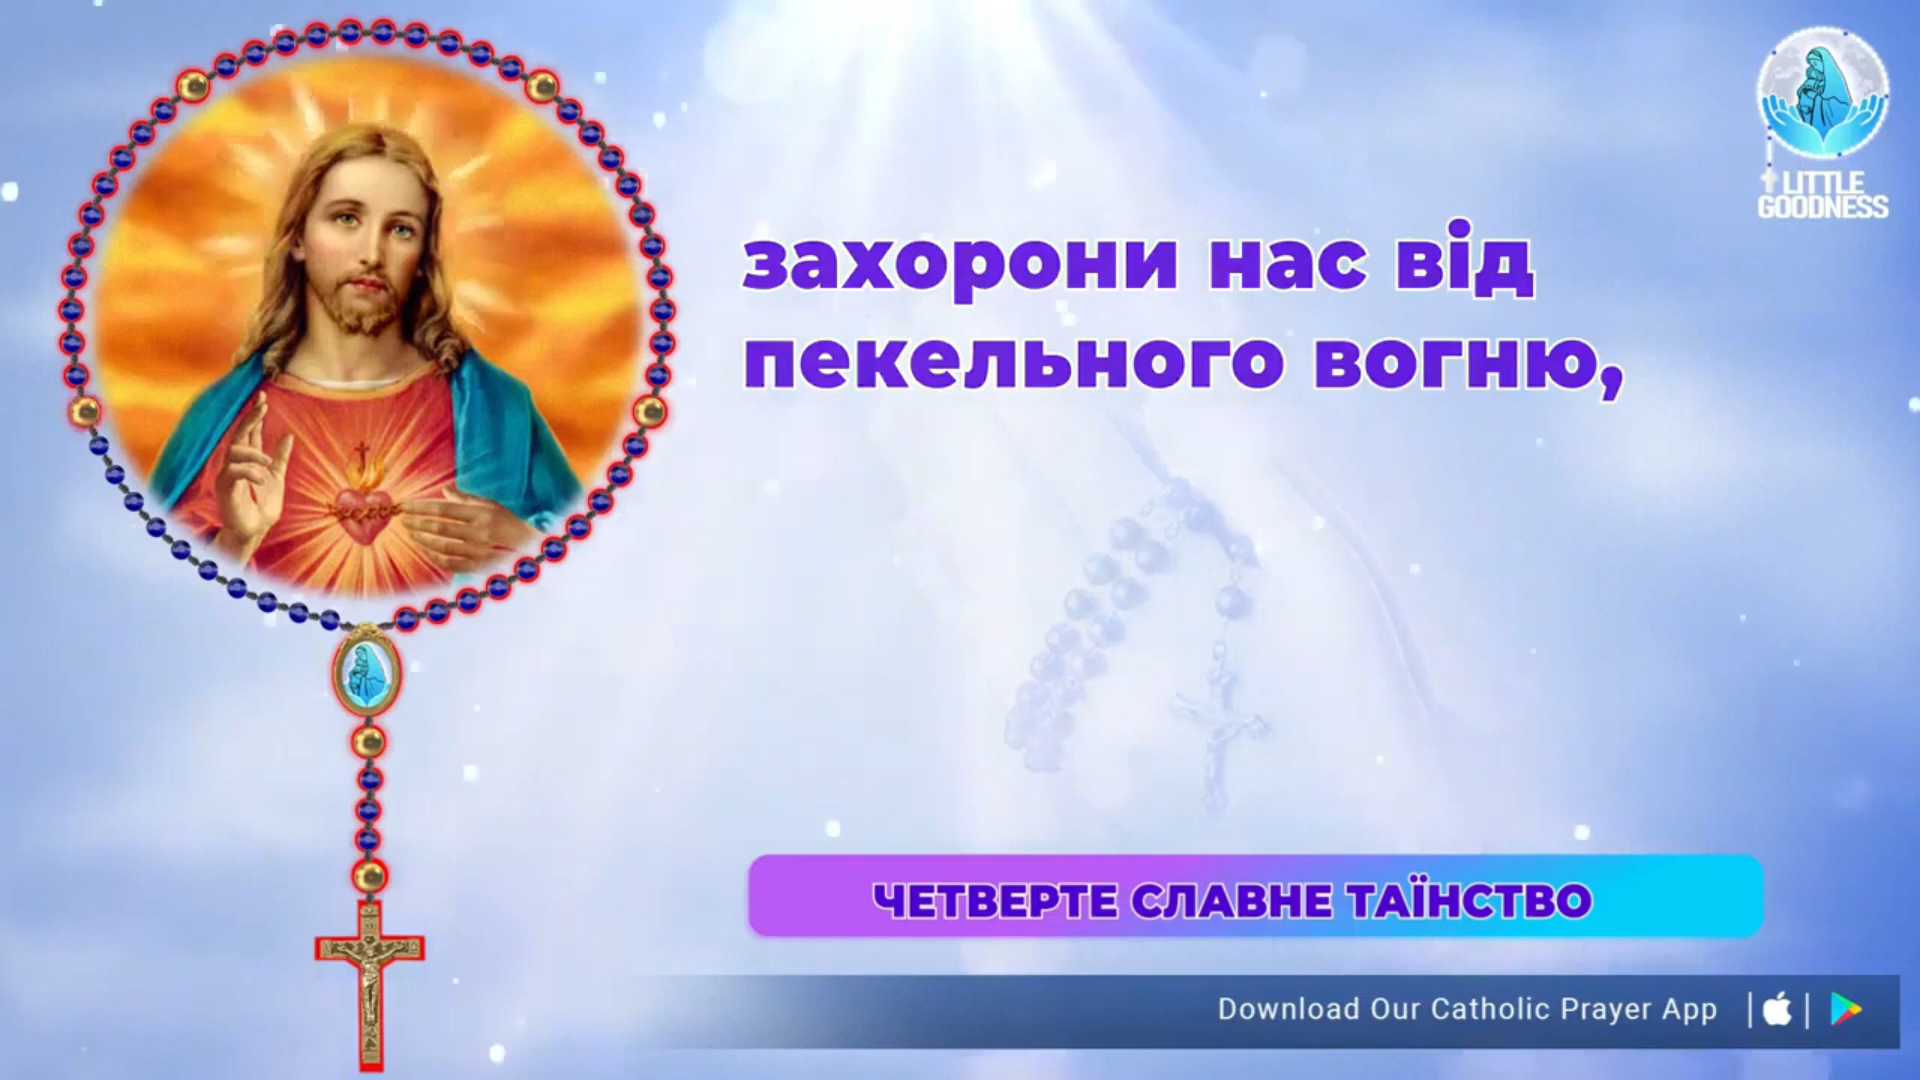 LITTLE
GOODNESS
захорони нас від
пекельного вогню,
ЧЕТВЕРТЕ СЛАВНЕ ТАЇНСТВО
Download Our Catholic Prayer App